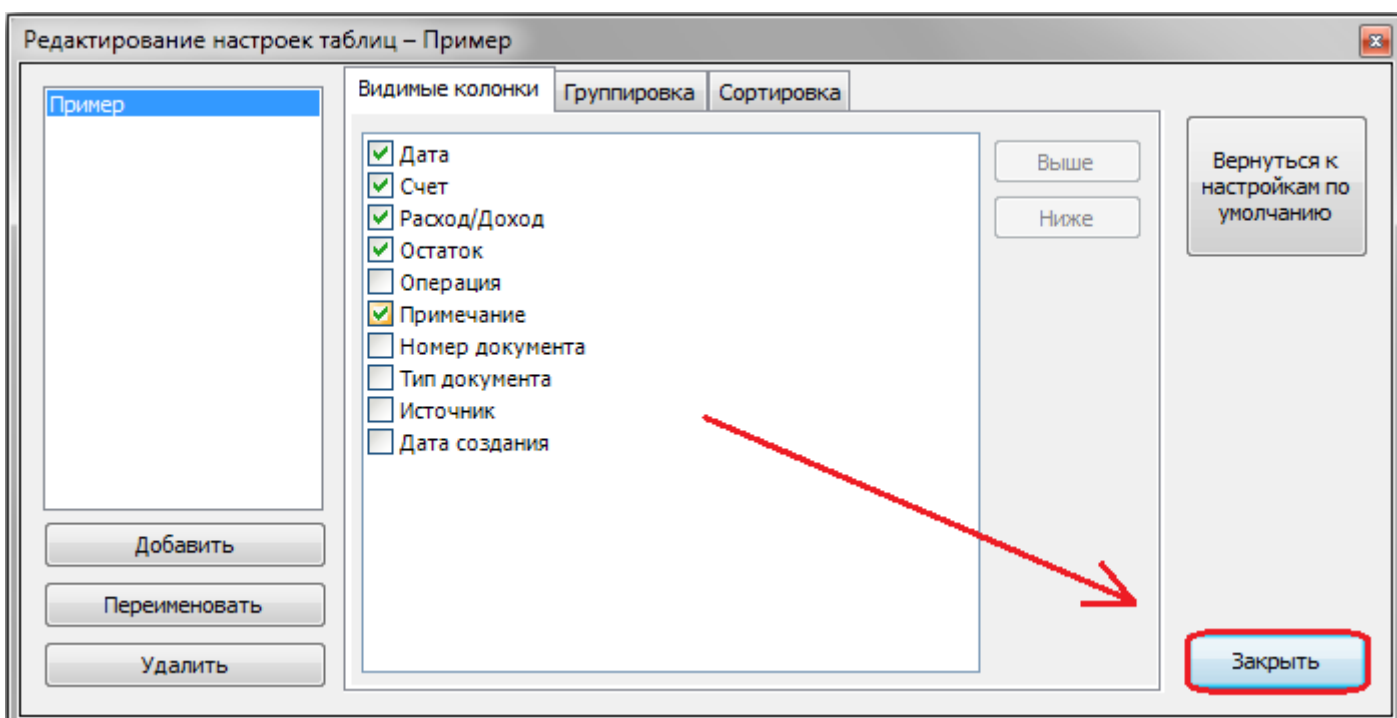 Редактирование настроек таблиц – Пример
Пример
Добавить
Переименовать
Удалить
Видимые колонки
Группировка
Сортировка
Дата
Счет
Расход/Доход
Остаток
Операция
Примечание
Номер документа
Тип документа
Источник
Дата создания
Выше
Ниже
Вернуться к
настройкам по
умолчанию
Закрыть